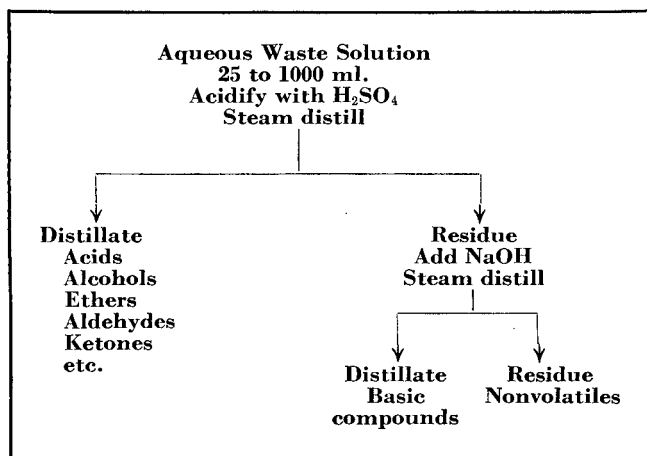 Aqueous Waste Solution
25 to 1000 ml.
Acidify with H₂SO₄
Steam distill
Distillate
Acids
Alcohols
Ethers
Aldehydes
Ketones
etc.
Residue
Add NaOH
Steam distill
Distillate
Basic
compounds
Residue
Nonvolatiles